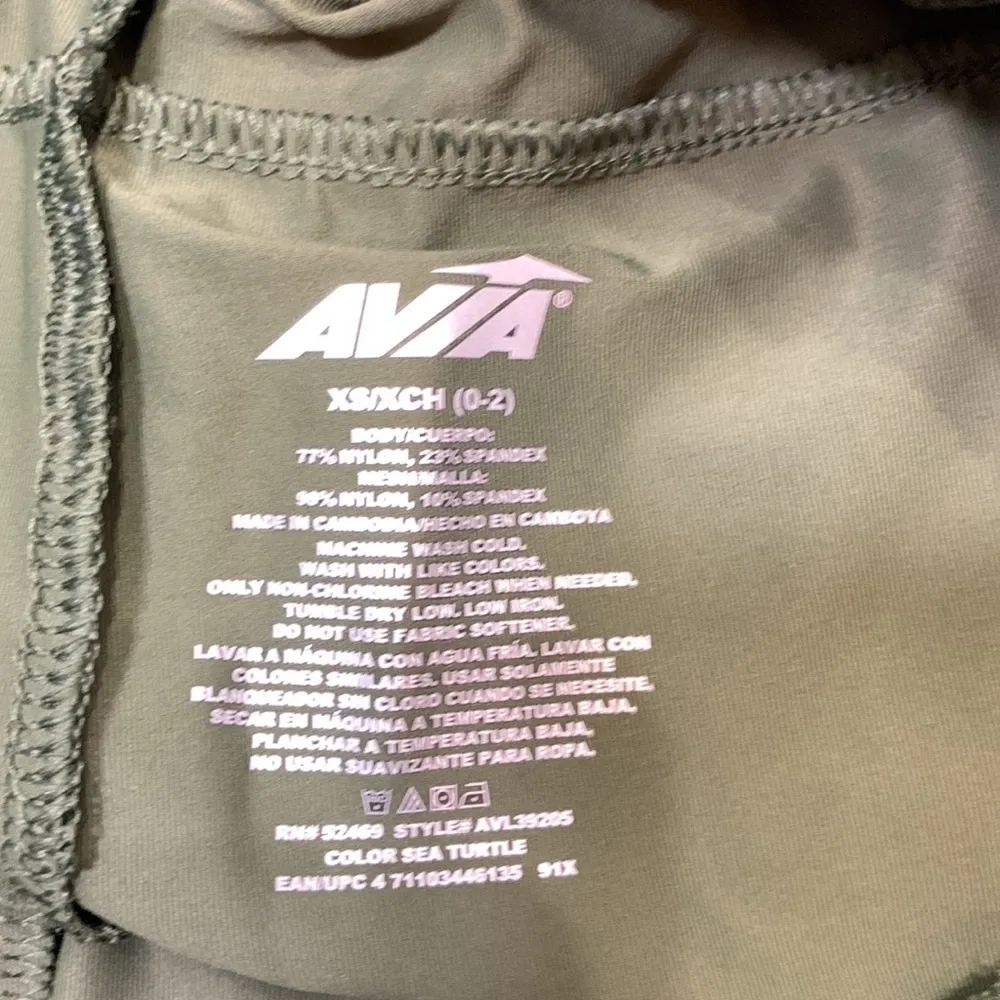 AVIA®
XS/XCH (0-2)
BODY/CUERPO:
77% NYLON, 23% SPANDEX
MESH/MALLA:
90% NYLON, 10% SPANDEX
MADE IN CAMBODIA/HECHO EN CAMBOYA
MACHINE WASH COLD.
WASH WITH LIKE COLORS.
ONLY NON-CHLORINE BLEACH WHEN NEEDED.
TUMBLE DRY LOW. LOW IRON.
DO NOT USE FABRIC SOFTENER.
LAVAR A MÁQUINA CON AGUA FRÍA. LAVAR CON
COLORES SIMILARES. USAR SOLAMENTE
BLANQUEADOR SIN CLORO CUANDO SE NECESITE.
SECAR EN MÁQUINA A TEMPERATURA BAJA.
PLANCHAR A TEMPERATURA BAJA.
NO USAR SUAVIZANTE PARA ROPA.
RN# 52469 STYLE# AVL39205
COLOR SEA TURTLE
EAN/UPC 4 71103446135 91X